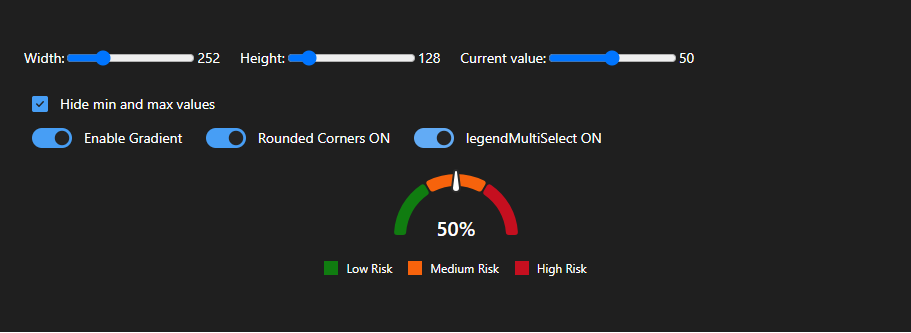 Width: 252 Height: 128 Current value: 50
Hide min and max values
Enable Gradient Rounded Corners ON legendMultiSelect ON
50%
Low Risk Medium Risk High Risk